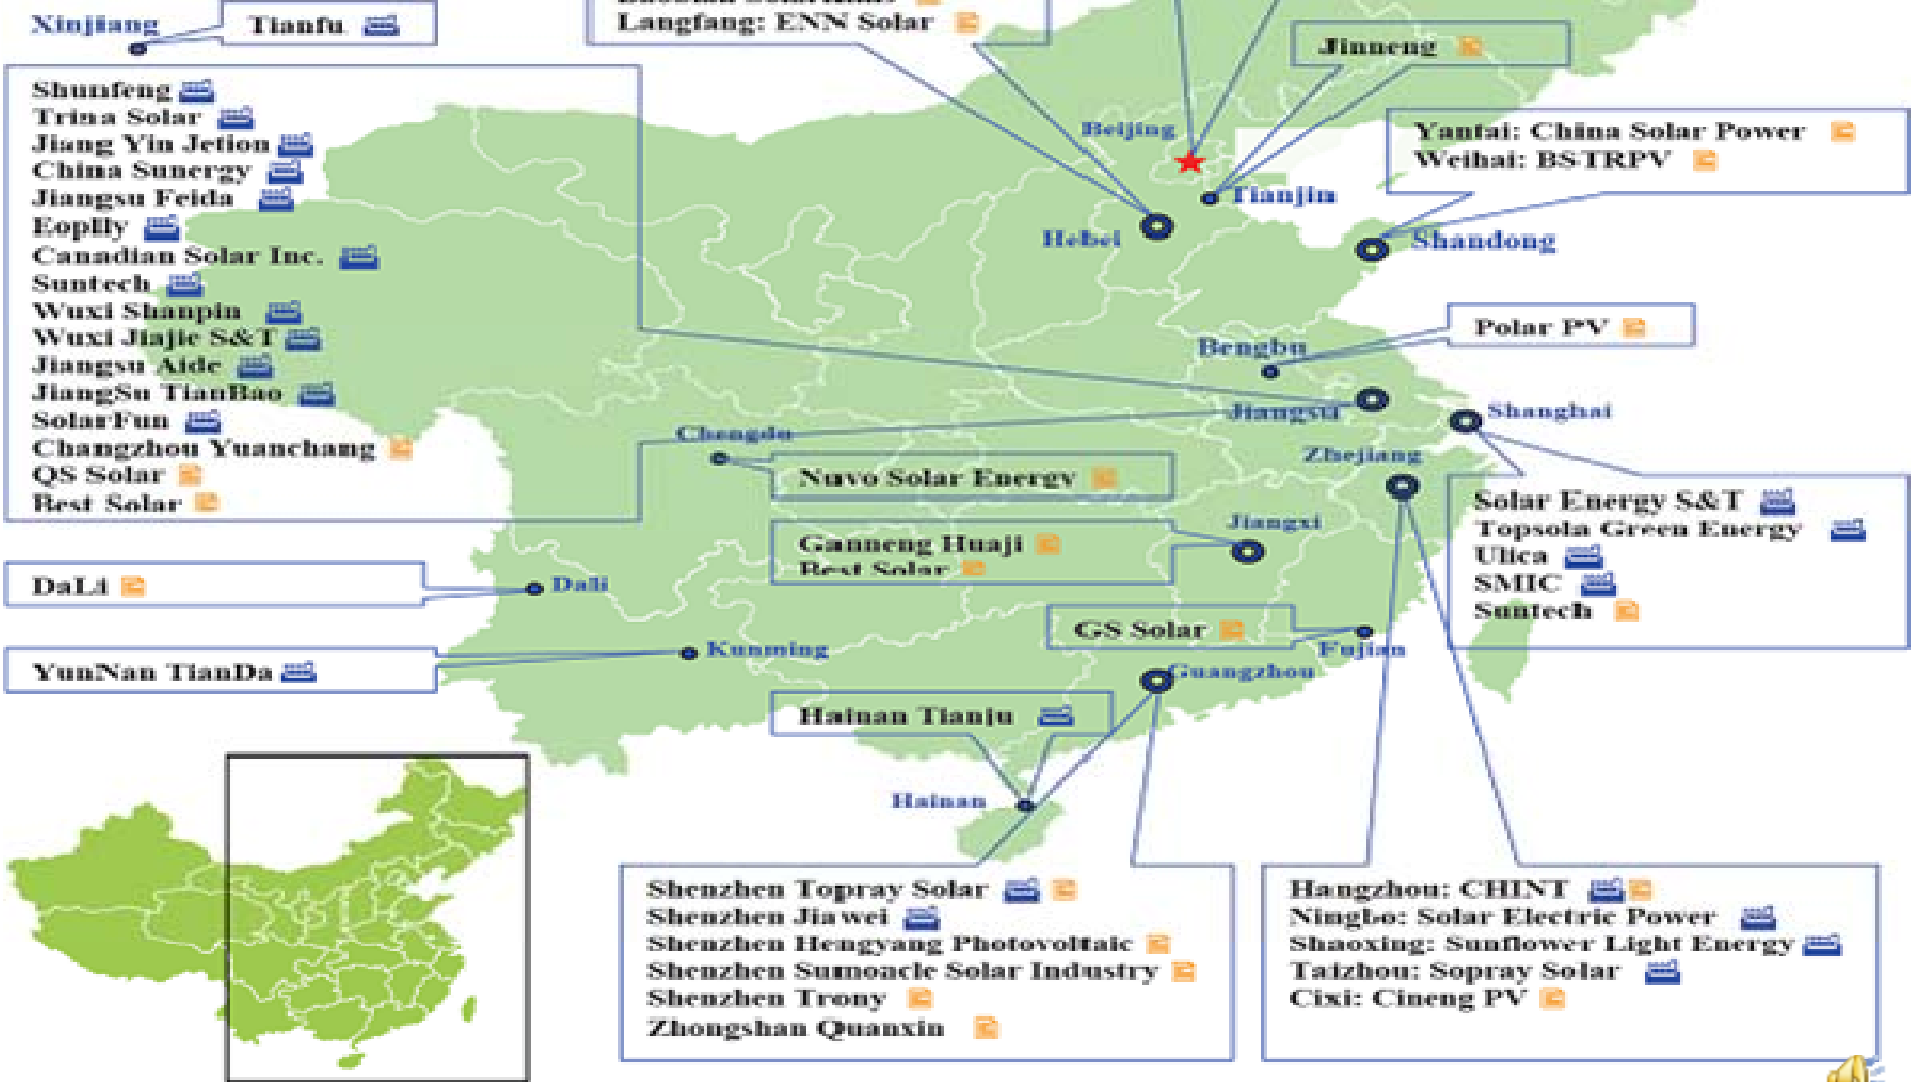 Xinjiang
Tianfu
Langfang: ENN Solar
Jinneng
Shunfeng
Trina Solar
Jiang Yin Jetion
China Sunergy
Jiangsu Feida
Eoplly
Canadian Solar Inc.
Suntech
Wuxi Shanpin
Wuxi Jiajie S&T
Jiangsu Aide
JiangSu TianBao
SolarFun
Changzhou Yuanchang
QS Solar
Best Solar
Beijing
Tianjin
Hebei
Yantai: China Solar Power
Weihai: BSTRPV
Shandong
Polar PV
Bengbu
Jiangsu
Shanghai
Chengdu
Nuvo Solar Energy
Zhejiang
Solar Energy S&T
Topsola Green Energy
Ulica
SMIC
Suntech
Jiangxi
Ganneng Huaji
Best Solar
DaLi
Dali
GS Solar
Fujian
YunNan TianDa
Kunming
Guangzhou
Hainan Tianju
Hainan
Shenzhen Topray Solar
Shenzhen Jiawei
Shenzhen Hengyang Photovoltaic
Shenzhen Sumoacle Solar Industry
Shenzhen Trony
Zhongshan Quanxin
Hangzhou: CHINT
Ningbo: Solar Electric Power
Shaoxing: Sunflower Light Energy
Taizhou: Sopray Solar
Cixi: Cineng PV